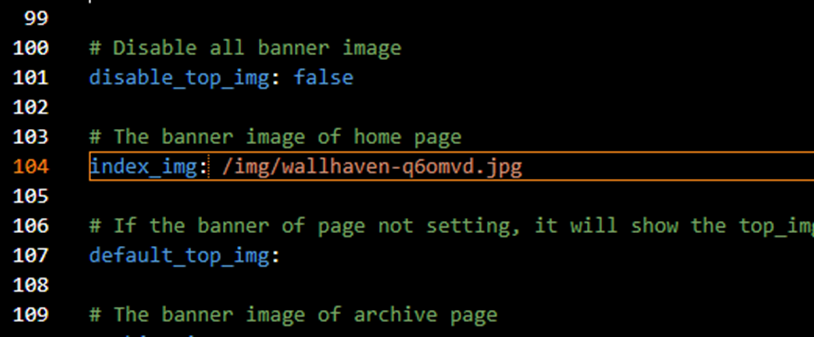 99
100 # Disable all banner image
101 disable_top_img: false
102
103 # The banner image of home page
104 index_img: /img/wallhaven-q6omvd.jpg
105
106 # If the banner of page not setting, it will show the top_img
107 default_top_img:
108
109 # The banner image of archive page